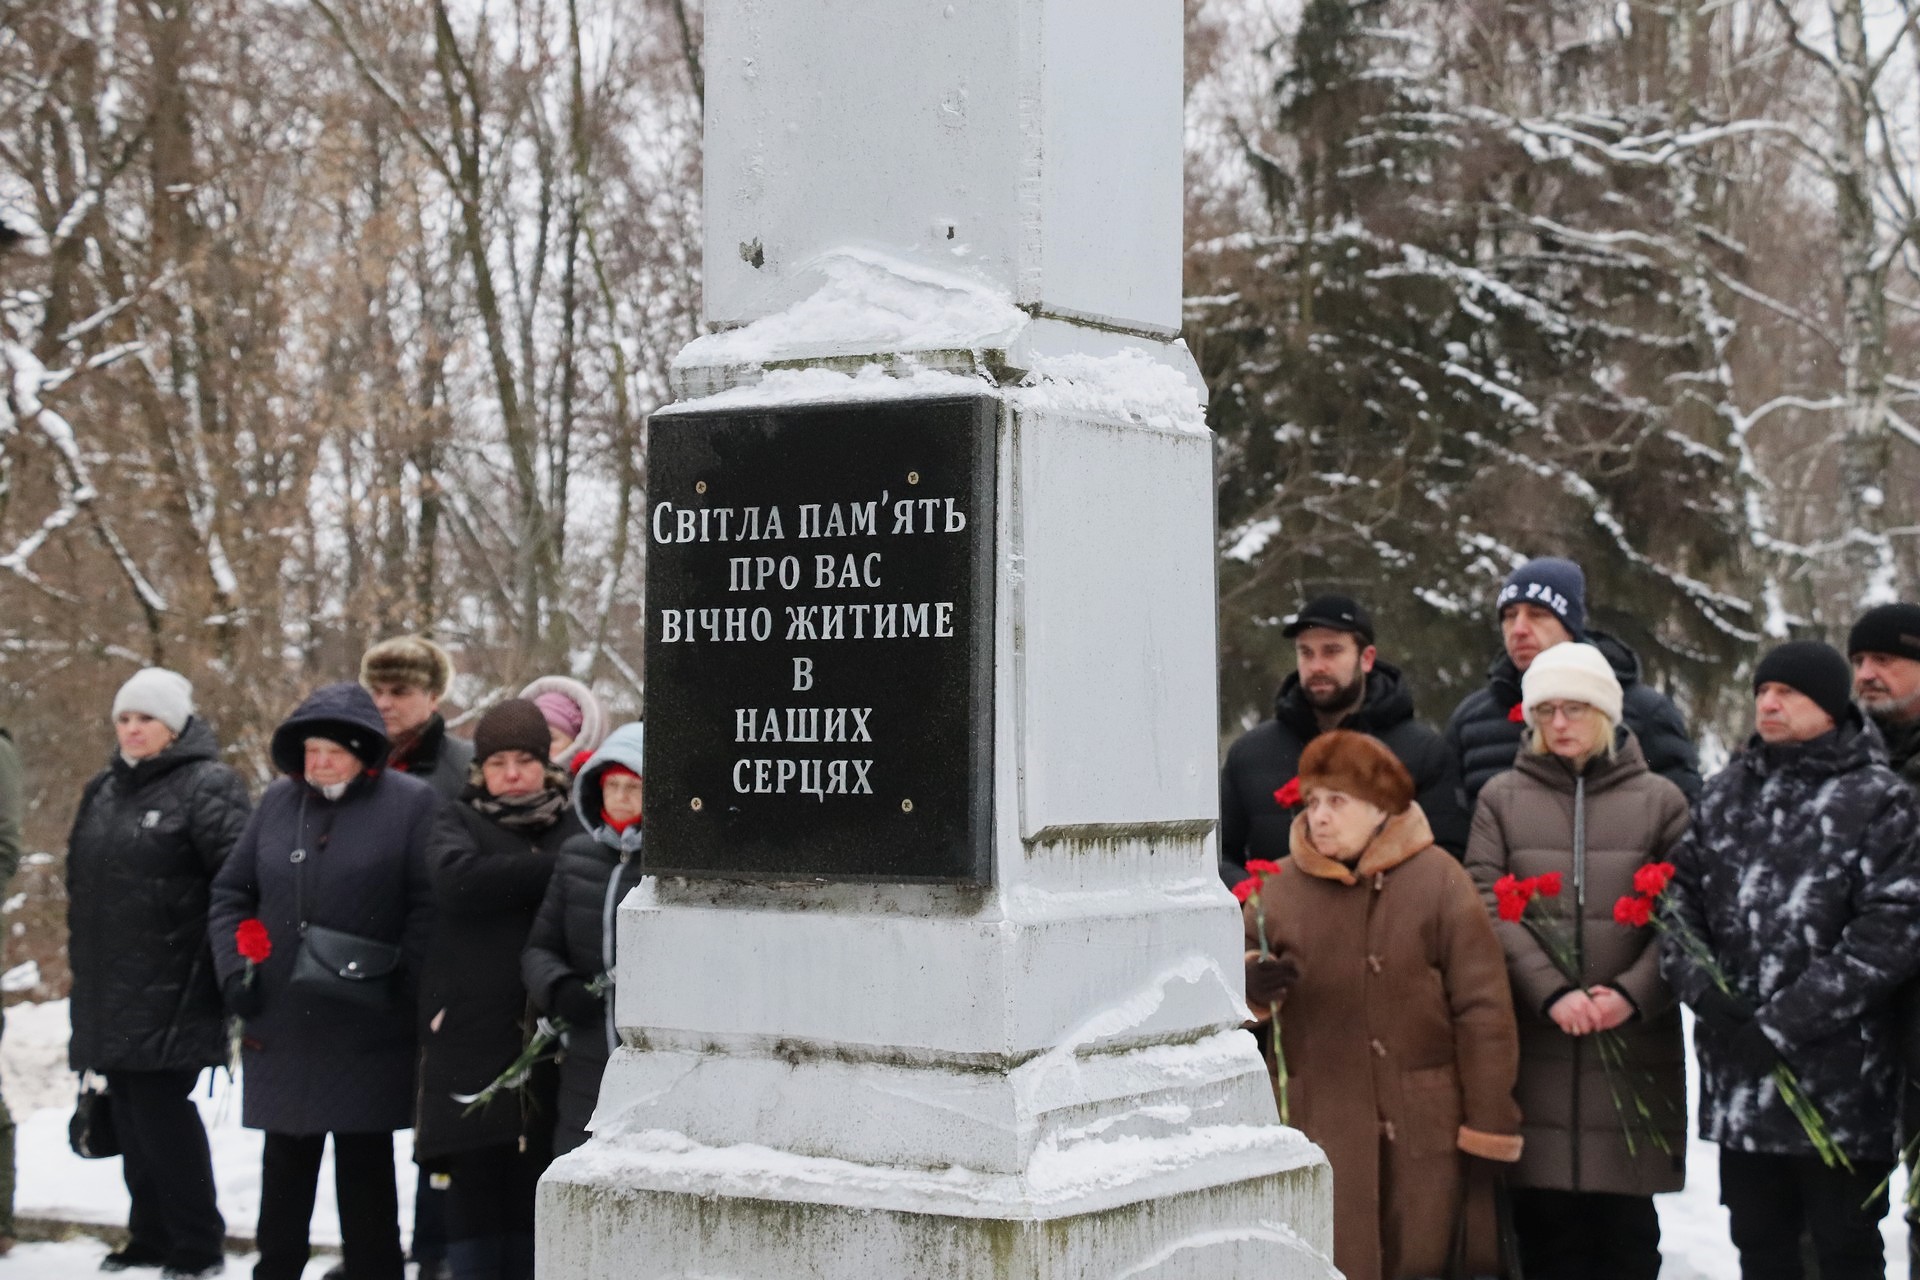 Світла пам'ять
про вас
вічно житиме
в
наших
серцях